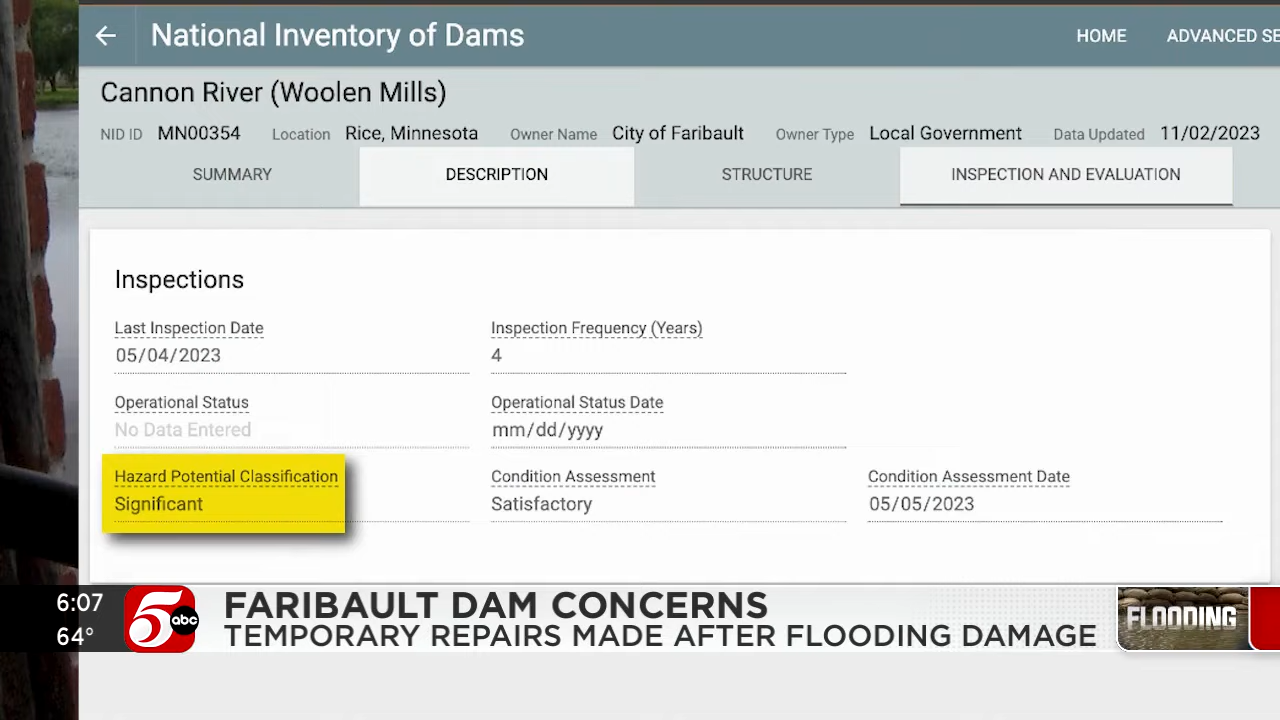 National Inventory of Dams
HOME ADVANCED SE
Cannon River (Woolen Mills)
NID ID MN00354 Location Rice, Minnesota Owner Name City of Faribault Owner Type Local Government Data Updated 11/02/2023
SUMMARY DESCRIPTION STRUCTURE INSPECTION AND EVALUATION
Inspections
Last Inspection Date Inspection Frequency (Years)
05/04/2023 4
Operational Status Operational Status Date
No Data Entered mm/dd/yyyy
Hazard Potential Classification Condition Assessment Condition Assessment Date
Significant Satisfactory 05/05/2023
6:07
64°
5 abc
FARIBAULT DAM CONCERNS
TEMPORARY REPAIRS MADE AFTER FLOODING DAMAGE
FLOODING